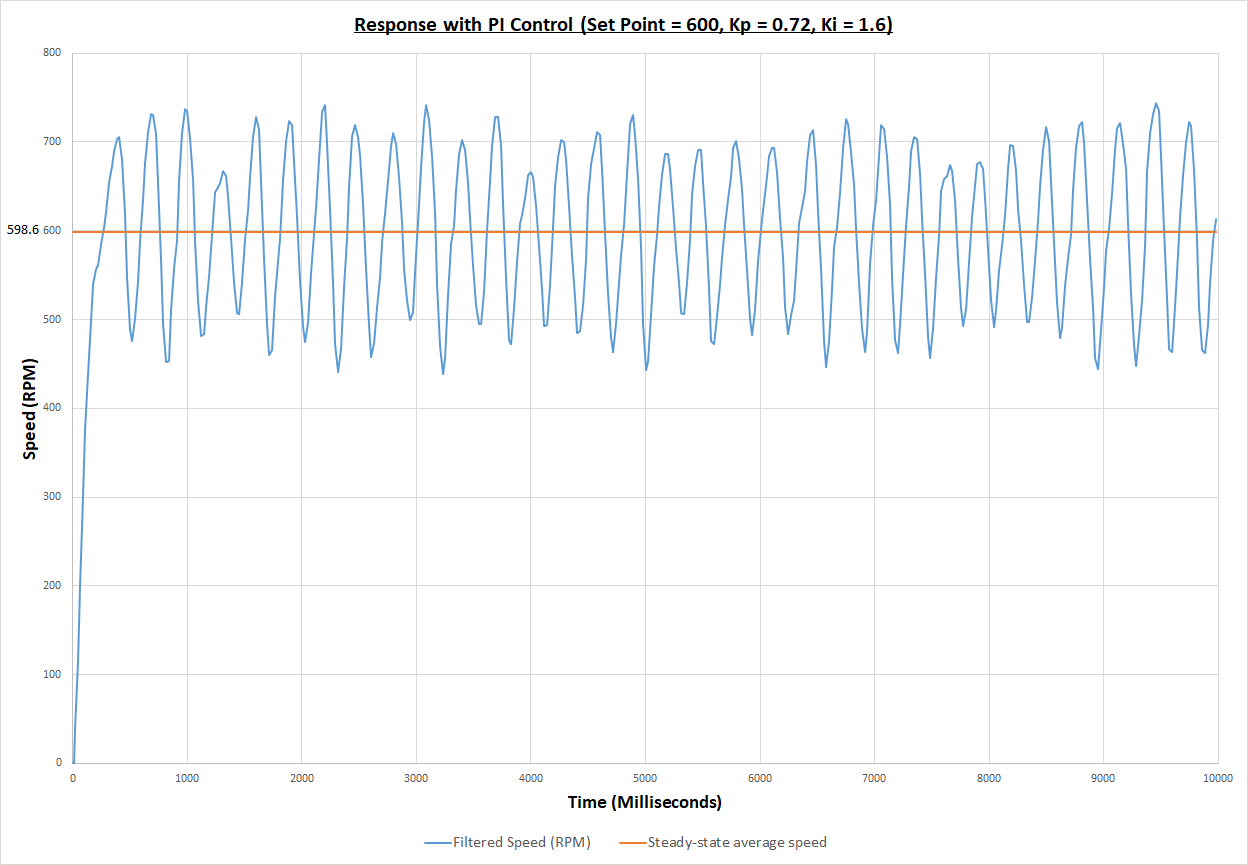 Response with PI Control (Set Point = 600, Kp = 0.72, Ki = 1.6)
800
700
598.6 600
500
400
300
200
100
0
Speed (RPM)
0 1000 2000 3000 4000 5000 6000 7000 8000 9000 10000
Time (Milliseconds)
Filtered Speed (RPM) Steady-state average speed